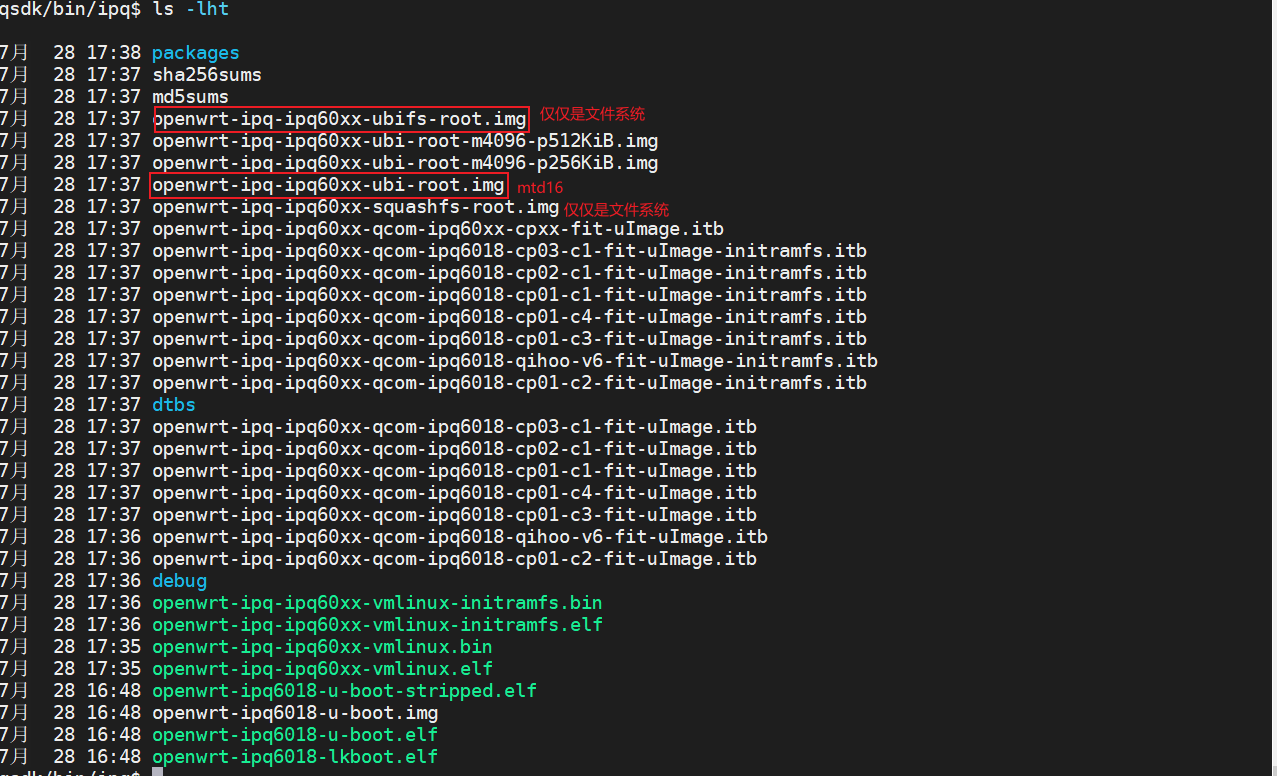 qsdk/bin/ipq$ ls -lht
7月 28 17:38 packages
7月 28 17:37 sha256sums
7月 28 17:37 md5sums
7月 28 17:37 openwrt-ipq-ipq60xx-ubifs-root.img 仅仅是文件系统
7月 28 17:37 openwrt-ipq-ipq60xx-ubi-root-m4096-p512KiB.img
7月 28 17:37 openwrt-ipq-ipq60xx-ubi-root-m4096-p256KiB.img
7月 28 17:37 openwrt-ipq-ipq60xx-ubi-root.img mtd16
7月 28 17:37 openwrt-ipq-ipq60xx-squashfs-root.img 仅仅是文件系统
7月 28 17:37 openwrt-ipq-ipq60xx-qcom-ipq60xx-cpxx-fit-uImage.itb
7月 28 17:37 openwrt-ipq-ipq60xx-qcom-ipq6018-cp03-c1-fit-uImage-initramfs.itb
7月 28 17:37 openwrt-ipq-ipq60xx-qcom-ipq6018-cp02-c1-fit-uImage-initramfs.itb
7月 28 17:37 openwrt-ipq-ipq60xx-qcom-ipq6018-cp01-c1-fit-uImage-initramfs.itb
7月 28 17:37 openwrt-ipq-ipq60xx-qcom-ipq6018-cp01-c4-fit-uImage-initramfs.itb
7月 28 17:37 openwrt-ipq-ipq60xx-qcom-ipq6018-cp01-c3-fit-uImage-initramfs.itb
7月 28 17:37 openwrt-ipq-ipq60xx-qcom-ipq6018-qihoo-v6-fit-uImage-initramfs.itb
7月 28 17:37 openwrt-ipq-ipq60xx-qcom-ipq6018-cp01-c2-fit-uImage-initramfs.itb
7月 28 17:37 dtbs
7月 28 17:37 openwrt-ipq-ipq60xx-qcom-ipq6018-cp03-c1-fit-uImage.itb
7月 28 17:37 openwrt-ipq-ipq60xx-qcom-ipq6018-cp02-c1-fit-uImage.itb
7月 28 17:37 openwrt-ipq-ipq60xx-qcom-ipq6018-cp01-c1-fit-uImage.itb
7月 28 17:37 openwrt-ipq-ipq60xx-qcom-ipq6018-cp01-c4-fit-uImage.itb
7月 28 17:37 openwrt-ipq-ipq60xx-qcom-ipq6018-cp01-c3-fit-uImage.itb
7月 28 17:36 openwrt-ipq-ipq60xx-qcom-ipq6018-qihoo-v6-fit-uImage.itb
7月 28 17:36 openwrt-ipq-ipq60xx-qcom-ipq6018-cp01-c2-fit-uImage.itb
7月 28 17:36 debug
7月 28 17:36 openwrt-ipq-ipq60xx-vmlinux-initramfs.bin
7月 28 17:36 openwrt-ipq-ipq60xx-vmlinux-initramfs.elf
7月 28 17:35 openwrt-ipq-ipq60xx-vmlinux.bin
7月 28 17:35 openwrt-ipq-ipq60xx-vmlinux.elf
7月 28 16:48 openwrt-ipq6018-u-boot-stripped.elf
7月 28 16:48 openwrt-ipq6018-u-boot.img
7月 28 16:48 openwrt-ipq6018-u-boot.elf
7月 28 16:48 openwrt-ipq6018-lkboot.elf
qsdk/bin/ipq$